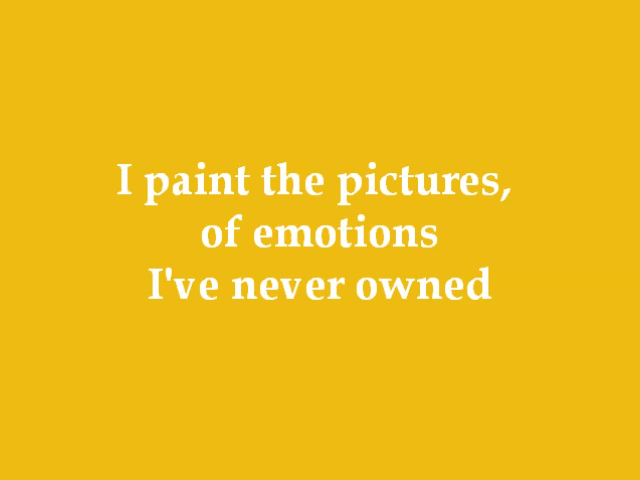 I paint the pictures,
of emotions
I've never owned